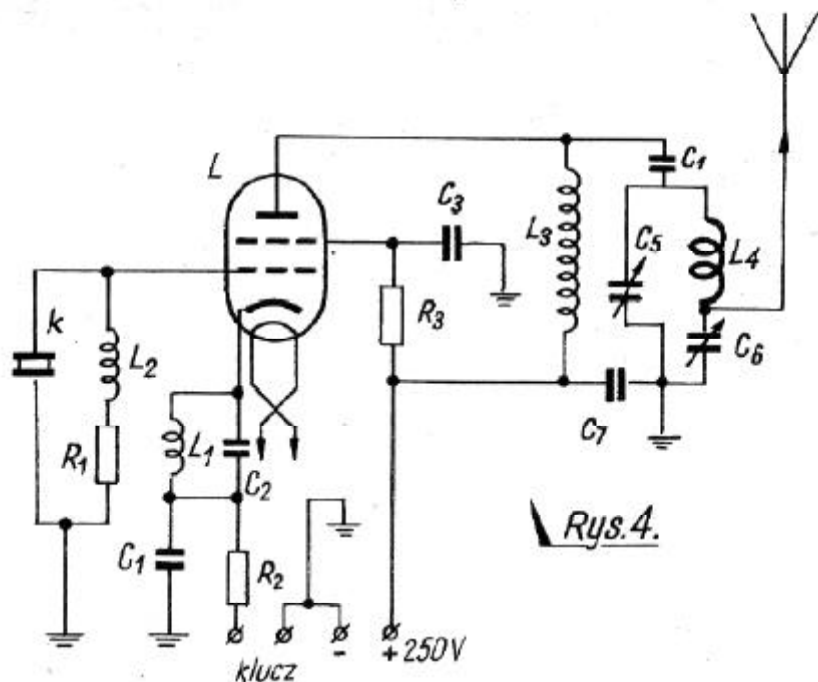 L
C3
C1
L3
C5
L4
k
L2
R3
C6
R1
L1
C2
C7
C1
R2
Rys.4.
klucz
-
+250V